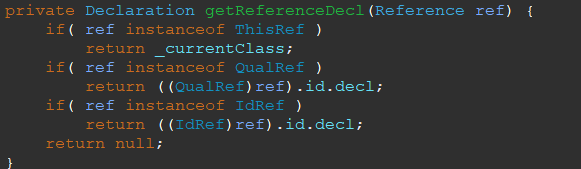 private Declaration getReferenceDecl(Reference ref) {
    if( ref instanceof ThisRef )
        return _currentClass;
    if( ref instanceof QualRef )
        return ((QualRef)ref).id.decl;
    if( ref instanceof IdRef )
        return ((IdRef)ref).id.decl;
    return null;
}